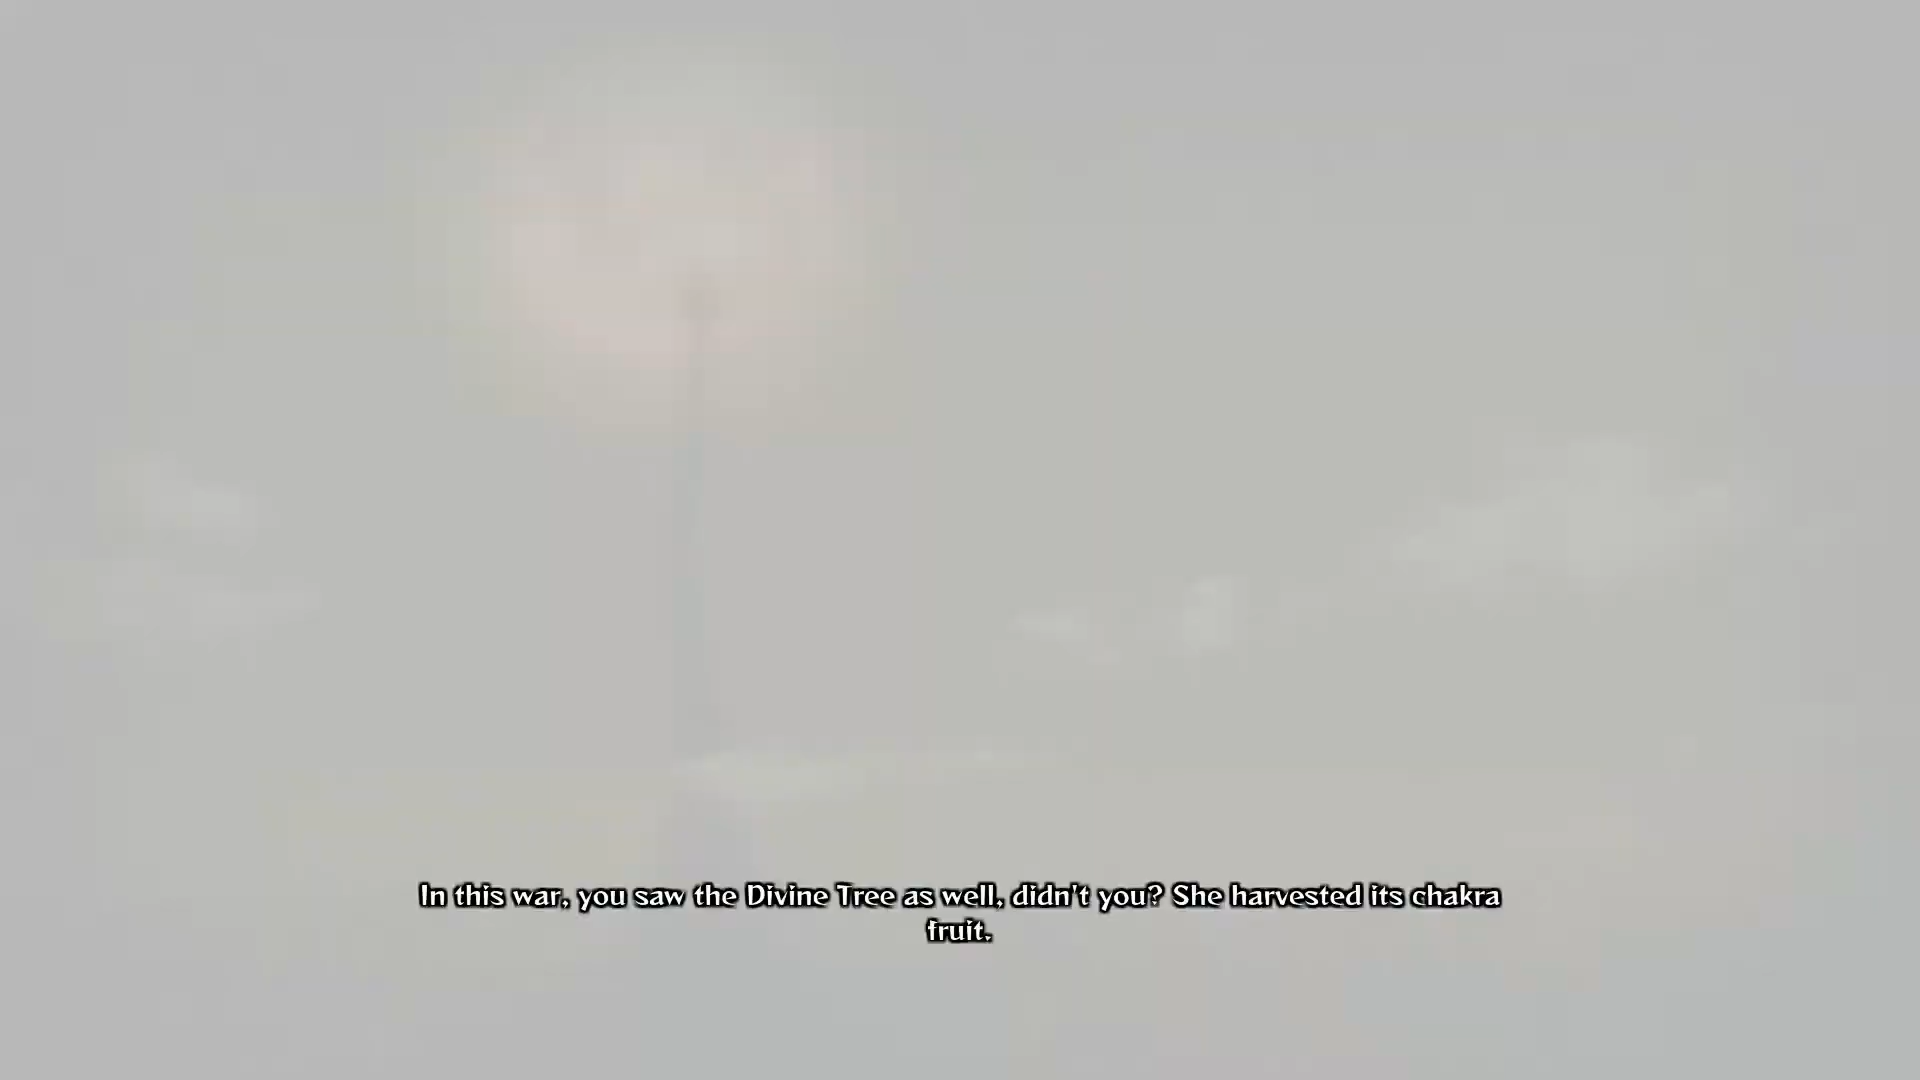 In this war, you saw the Divine Tree as well, didn't you? She harvested its chakra
fruit.